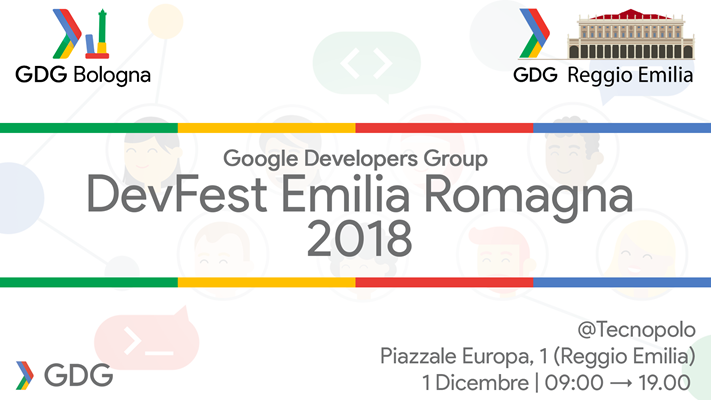 GDG Bologna
GDG Reggio Emilia
< >
Google Developers Group
DevFest Emilia Romagna
2018
>_
@Tecnopolo
Piazzale Europa, 1 (Reggio Emilia)
1 Dicembre | 09:00 → 19.00
GDG